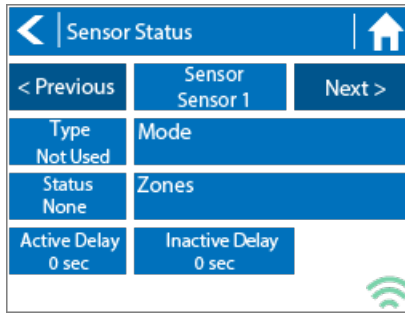 Sensor Status
< Previous
Sensor
Sensor 1
Next >
Type
Not Used
Mode
Status
None
Zones
Active Delay
0 sec
Inactive Delay
0 sec